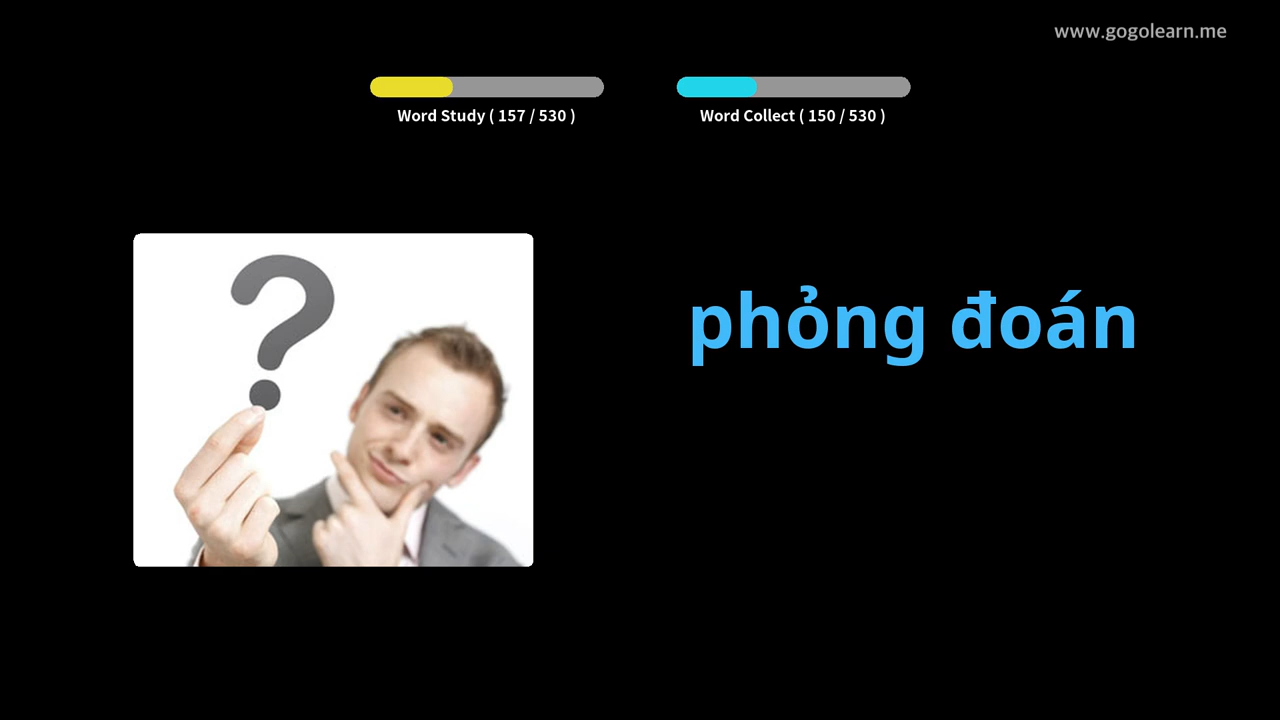 www.gogolearn.me
Word Study ( 157 / 530 )
Word Collect ( 150 / 530 )
?
phỏng đoán